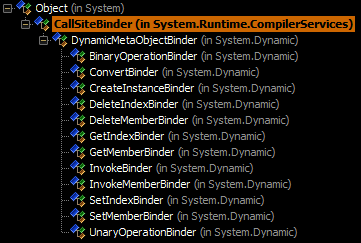 Object (in System)
CallSiteBinder (in System.Runtime.CompilerServices)
DynamicMetaObjectBinder (in System.Dynamic)
BinaryOperationBinder (in System.Dynamic)
ConvertBinder (in System.Dynamic)
CreateInstanceBinder (in System.Dynamic)
DeleteIndexBinder (in System.Dynamic)
DeleteMemberBinder (in System.Dynamic)
GetIndexBinder (in System.Dynamic)
GetMemberBinder (in System.Dynamic)
InvokeBinder (in System.Dynamic)
InvokeMemberBinder (in System.Dynamic)
SetIndexBinder (in System.Dynamic)
SetMemberBinder (in System.Dynamic)
UnaryOperationBinder (in System.Dynamic)